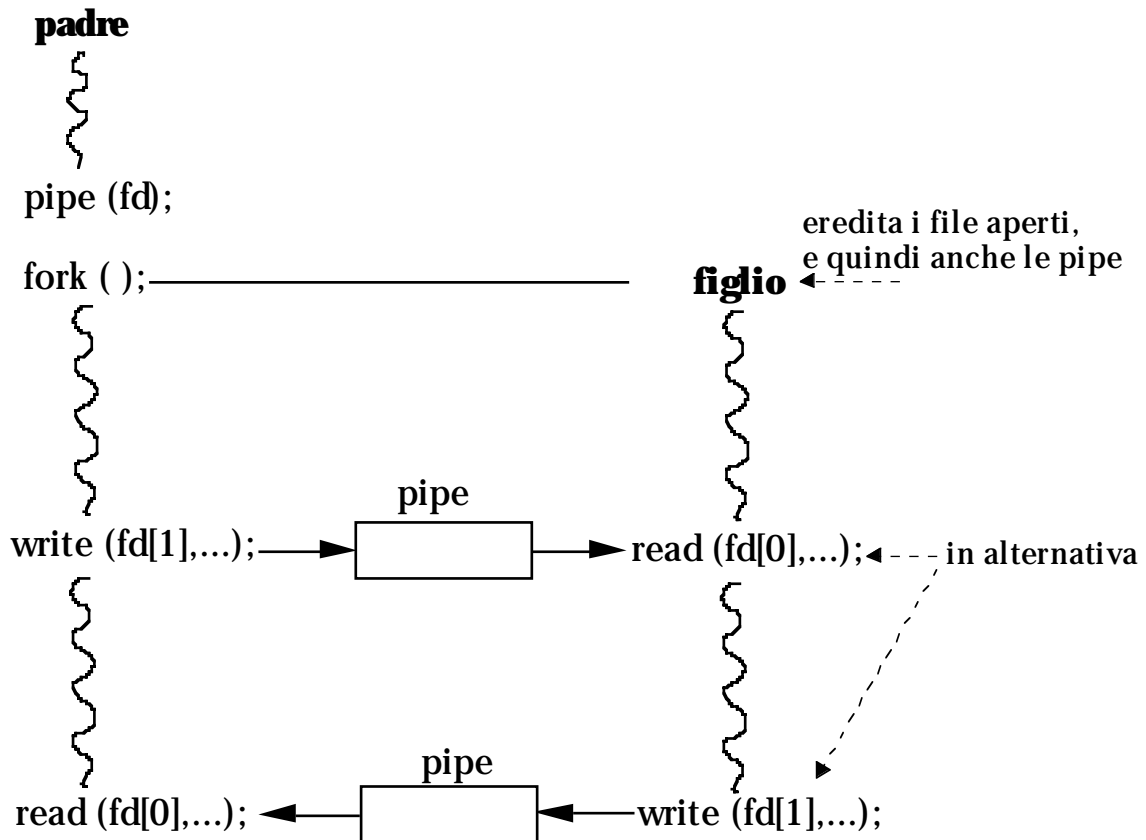 padre
pipe (fd);
eredita i file aperti,
e quindi anche le pipe
fork ( );
figlio
pipe
write (fd[1],...);
read (fd[0],...);
in alternativa
pipe
read (fd[0],...);
write (fd[1],...);